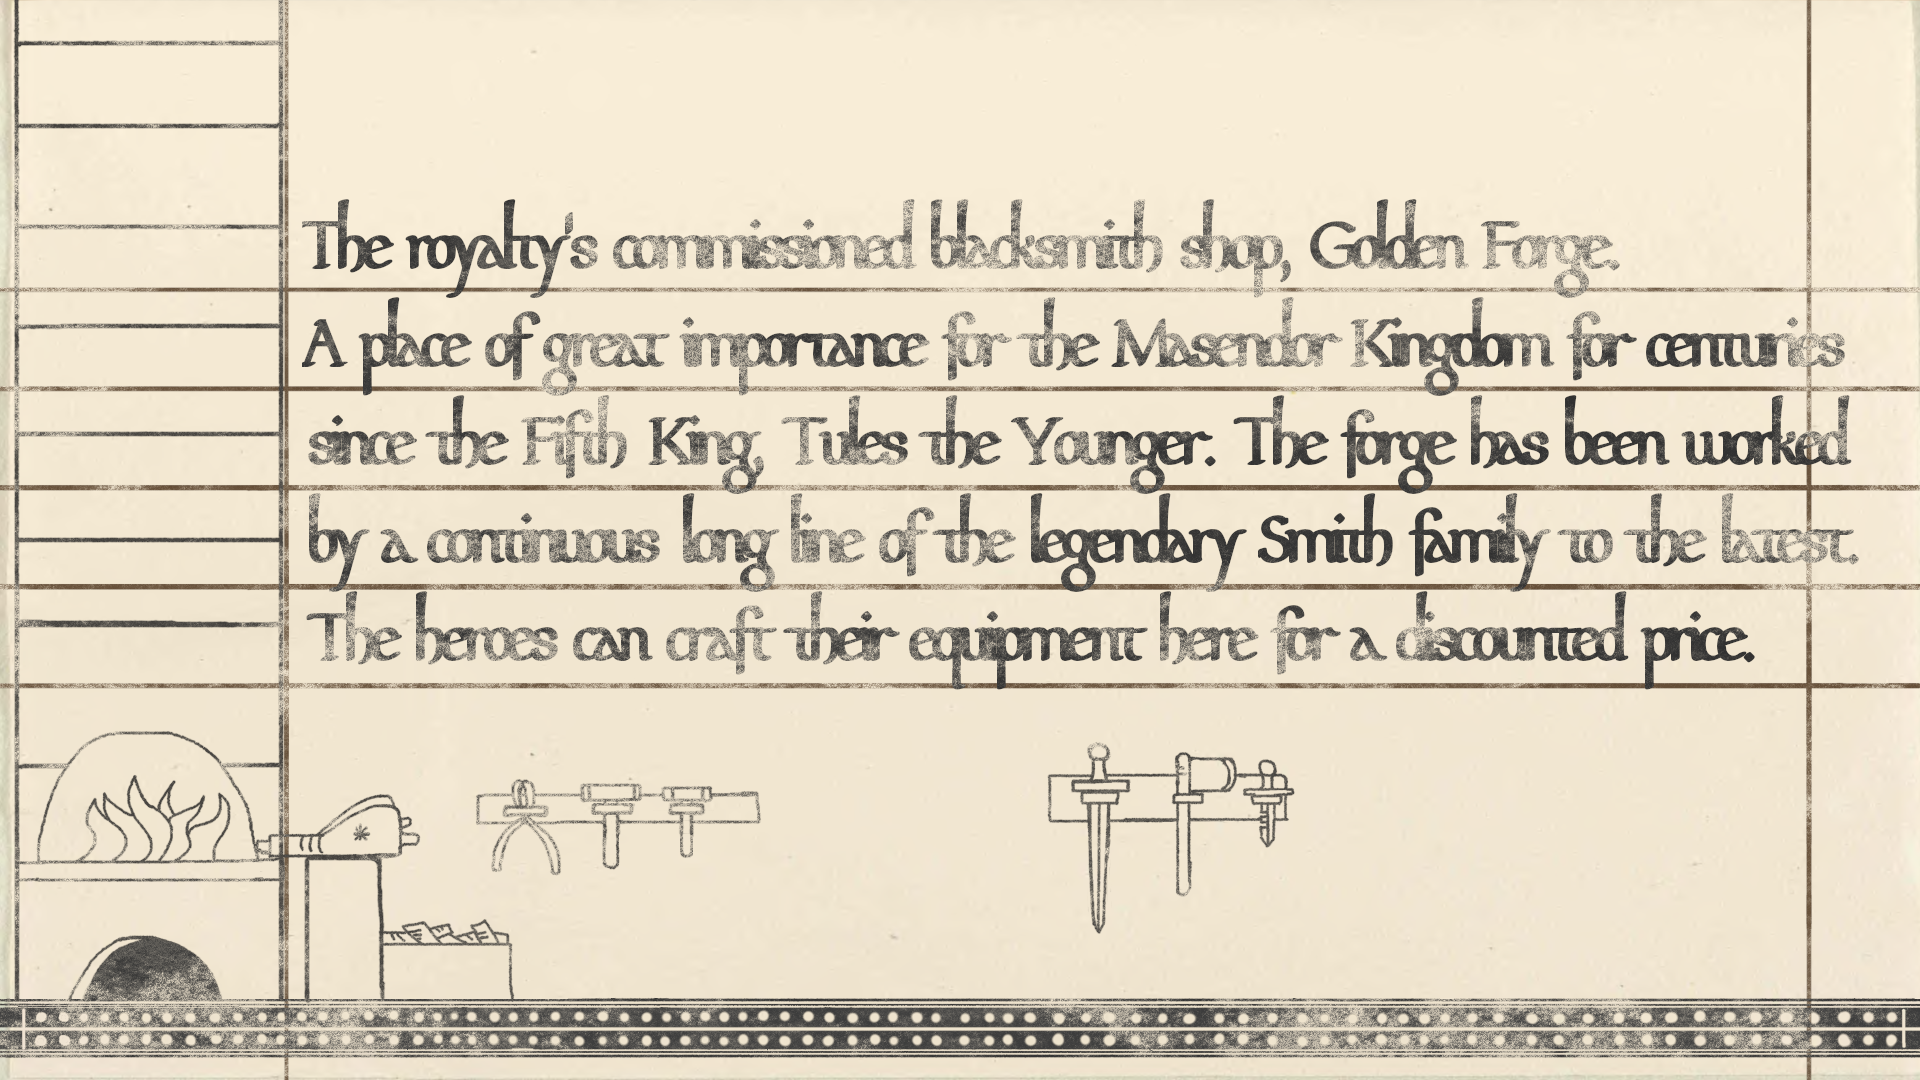 The royalty's commissioned blacksmith shop, Golden Forge.
A place of great importance for the Masendor Kingdom for centuries
since the Fifth King, Tules the Younger. The forge has been worked
by a continuous long line of the legendary Smith family to the latest.
The heroes can craft their equipment here for a discounted price.